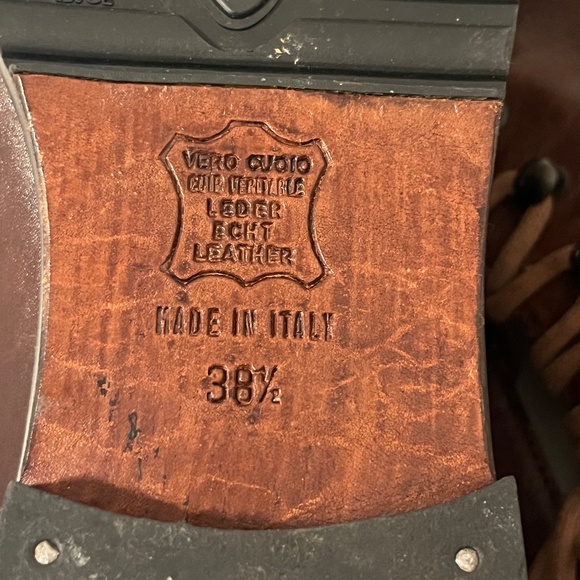 VERO CUOIO
CUIR VERITABLE
LEDER
ECHT
LEATHER
MADE IN ITALY
38½